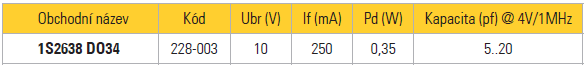 Obchodní název Kód Ubr (V) If (mA) Pd (W) Kapacita (pf) @ 4V/1MHz
1S2638 DO34 228-003 10 250 0,35 5..20